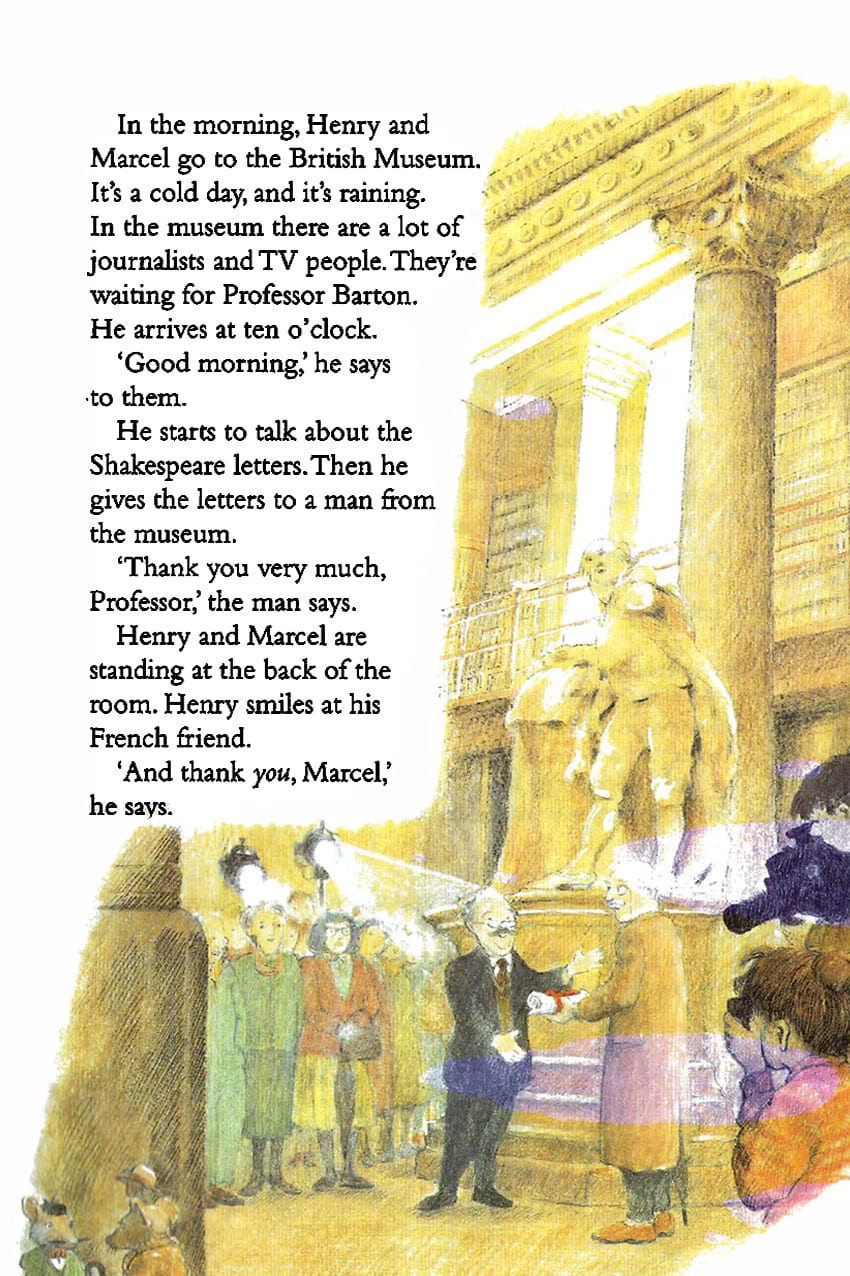 In the morning, Henry and
Marcel go to the British Museum.
It's a cold day, and it's raining.
In the museum there are a lot of
journalists and TV people. They're
waiting for Professor Barton.
He arrives at ten o'clock.
‘Good morning,’ he says
to them.
He starts to talk about the
Shakespeare letters. Then he
gives the letters to a man from
the museum.
‘Thank you very much,
Professor,’ the man says.
Henry and Marcel are
standing at the back of the
room. Henry smiles at his
French friend.
‘And thank you, Marcel,’
he says.